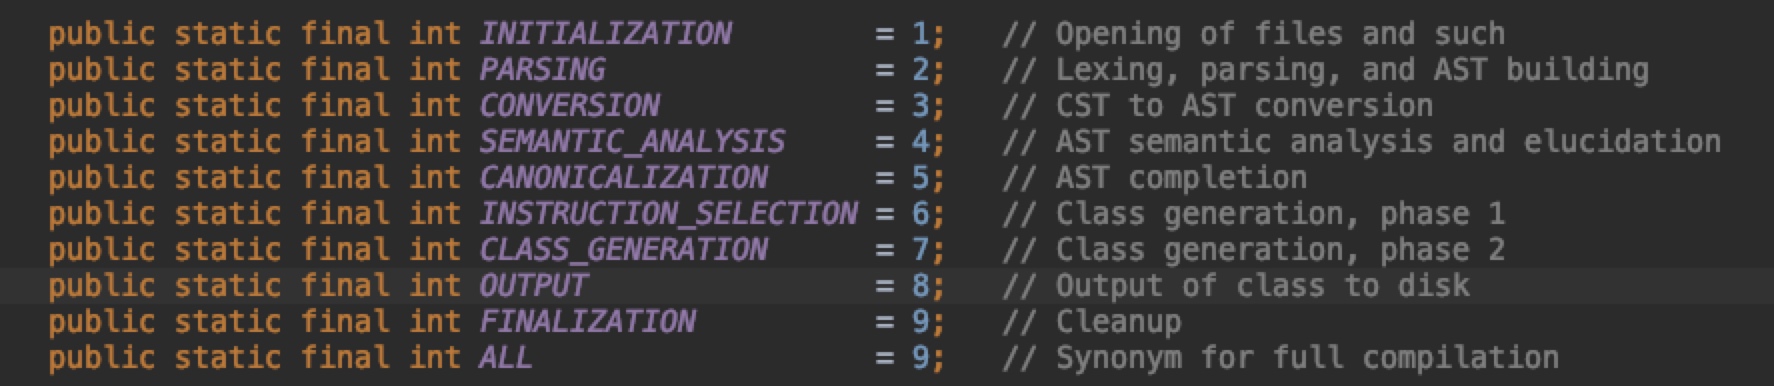 public static final int INITIALIZATION        = 1;   // Opening of files and such
public static final int PARSING               = 2;   // Lexing, parsing, and AST building
public static final int CONVERSION            = 3;   // CST to AST conversion
public static final int SEMANTIC_ANALYSIS     = 4;   // AST semantic analysis and elucidation
public static final int CANONICALIZATION      = 5;   // AST completion
public static final int INSTRUCTION_SELECTION = 6;   // Class generation, phase 1
public static final int CLASS_GENERATION      = 7;   // Class generation, phase 2
public static final int OUTPUT                = 8;   // Output of class to disk
public static final int FINALIZATION          = 9;   // Cleanup
public static final int ALL                   = 9;   // Synonym for full compilation